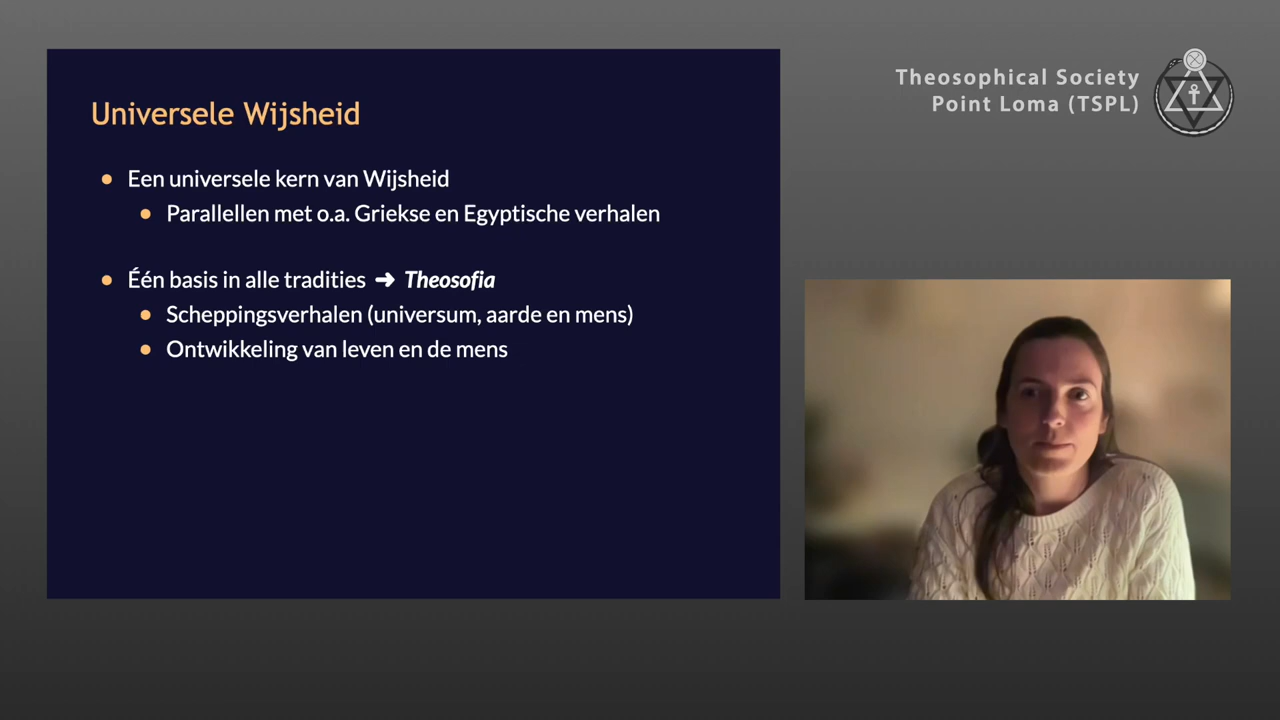 Universele Wijsheid
● Een universele kern van Wijsheid
● Parallellen met o.a. Griekse en Egyptische verhalen
● Één basis in alle tradities ➜ Theosofia
● Scheppingsverhalen (universum, aarde en mens)
● Ontwikkeling van leven en de mens
Theosophical Society
Point Loma (TSPL)